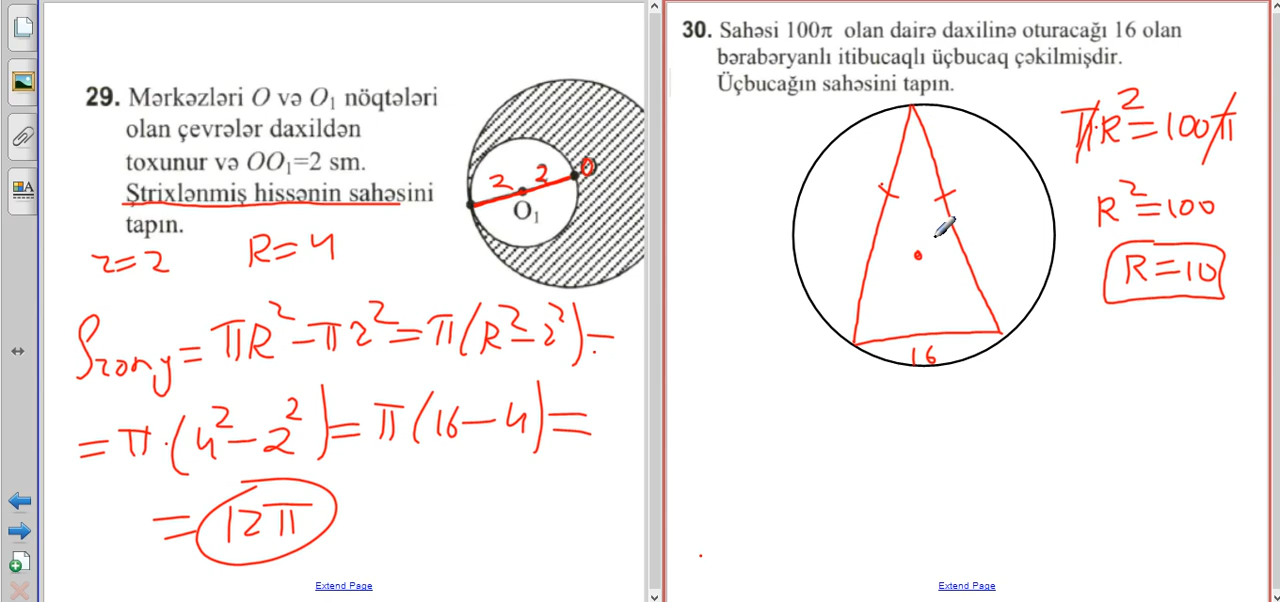 29. Mərkəzləri O və O₁ nöqtələri
olan çevrələr daxildən
toxunur və OO₁=2 sm.
Ştrixlənmiş hissənin sahəsini
tapın.
2 2 O
O₁
r=2 R=4
Srəng=πR²-πr²=π(R²-r²)=
=π·(4²-2²)=π(16-4)=
=12π
Extend Page
30. Sahəsi 100π olan dairə daxilinə oturacağı 16 olan
bərabəryanlı itibucaqlı üçbucaq çəkilmişdir.
Üçbucağın sahəsini tapın.
π·R²=100π
R²=100
R=10
16
Extend Page